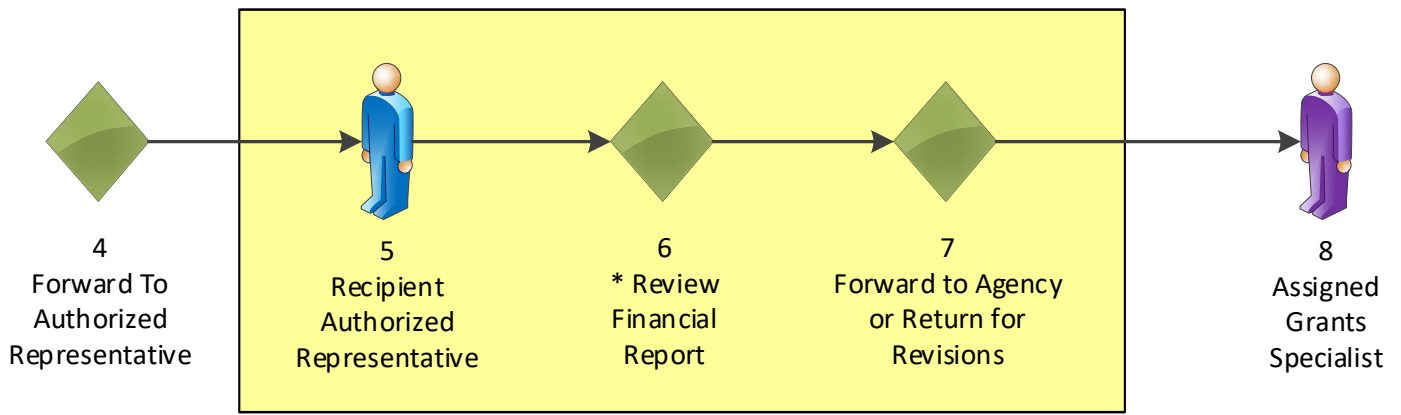 4
Forward To
Authorized
Representative
5
Recipient
Authorized
Representative
6
* Review
Financial
Report
7
Forward to Agency
or Return for
Revisions
8
Assigned
Grants
Specialist